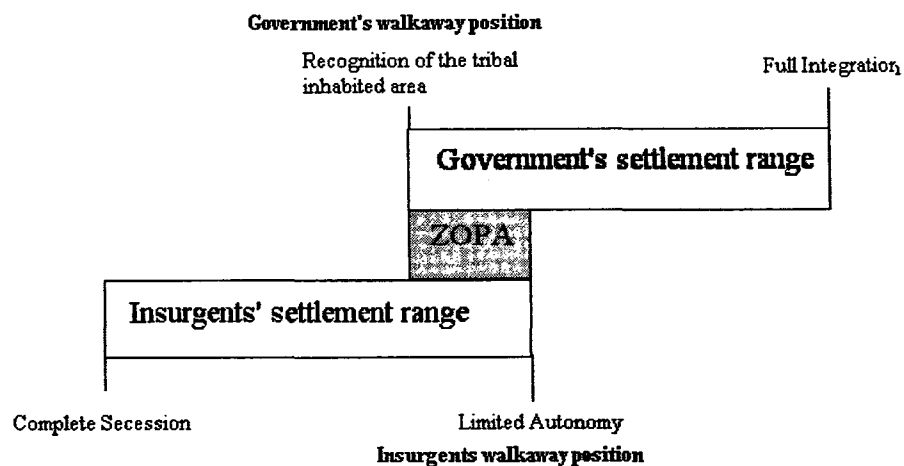 Government's walkaway position
Recognition of the tribal
inhabited area
Full Integration
Government's settlement range
ZOPA
Insurgents' settlement range
Complete Secession
Limited Autonomy
Insurgents walkaway position